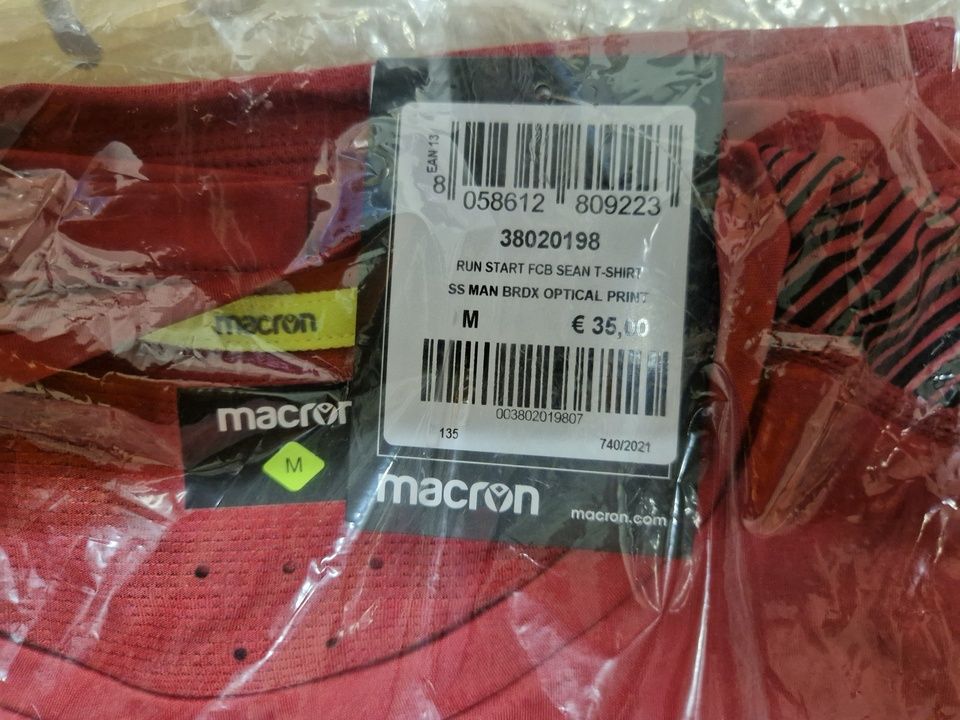 EAN 13
8 058612 809223
38020198
RUN START FCB SEAN T-SHIRT
SS MAN BRDX OPTICAL PRINT
M € 35,00
003802019807
135 740/2021
macron
macron.com
macron
macron
M